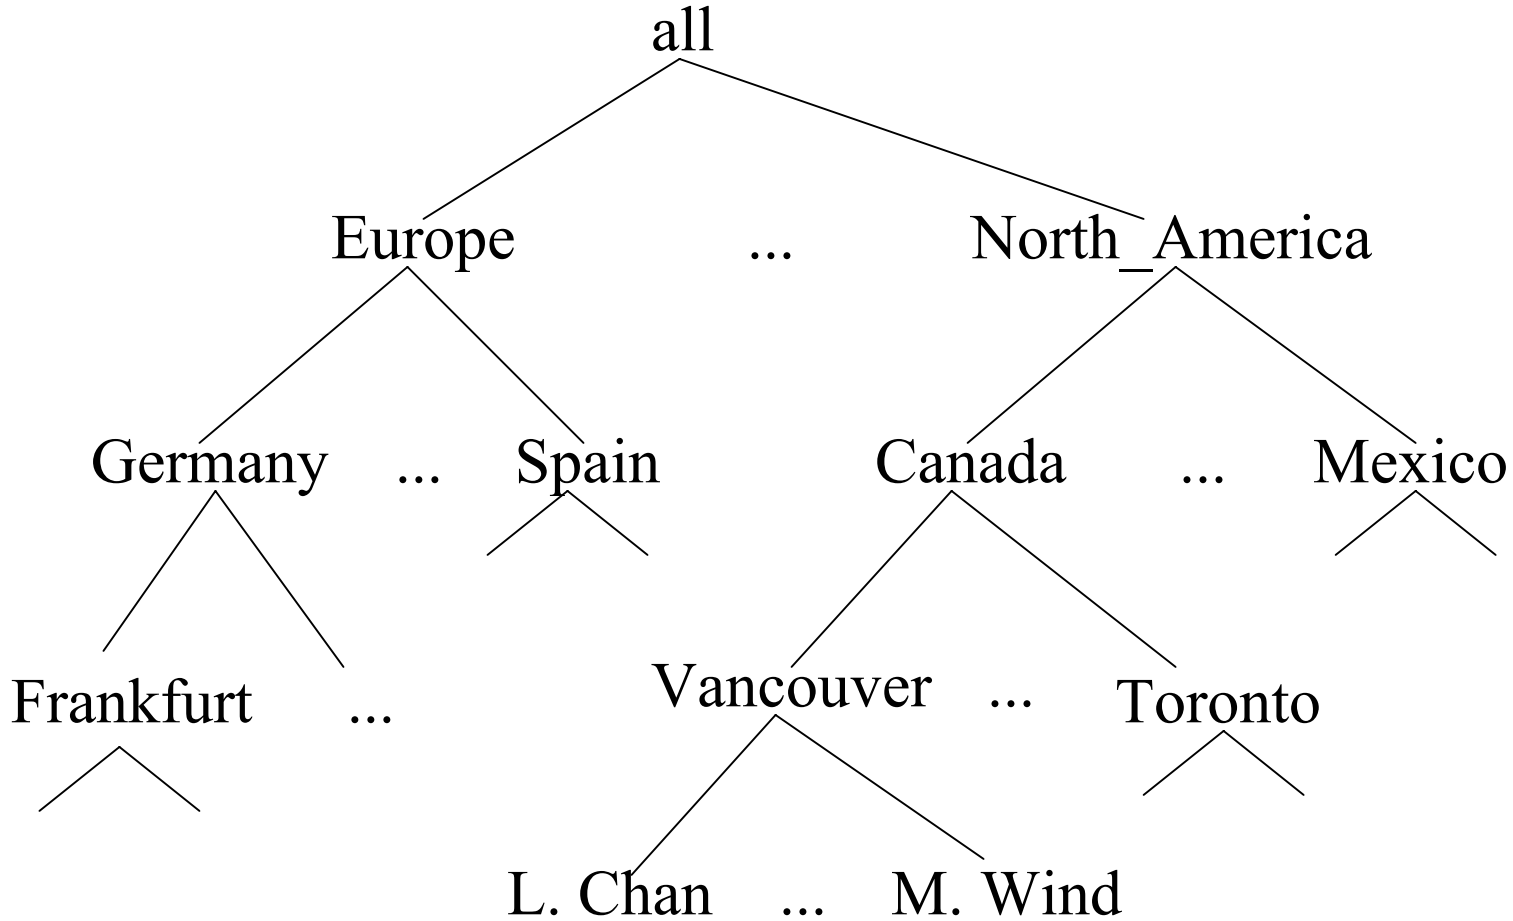 all
Europe ... North_America
Germany ... Spain Canada ... Mexico
Frankfurt ... Vancouver ... Toronto
L. Chan ... M. Wind